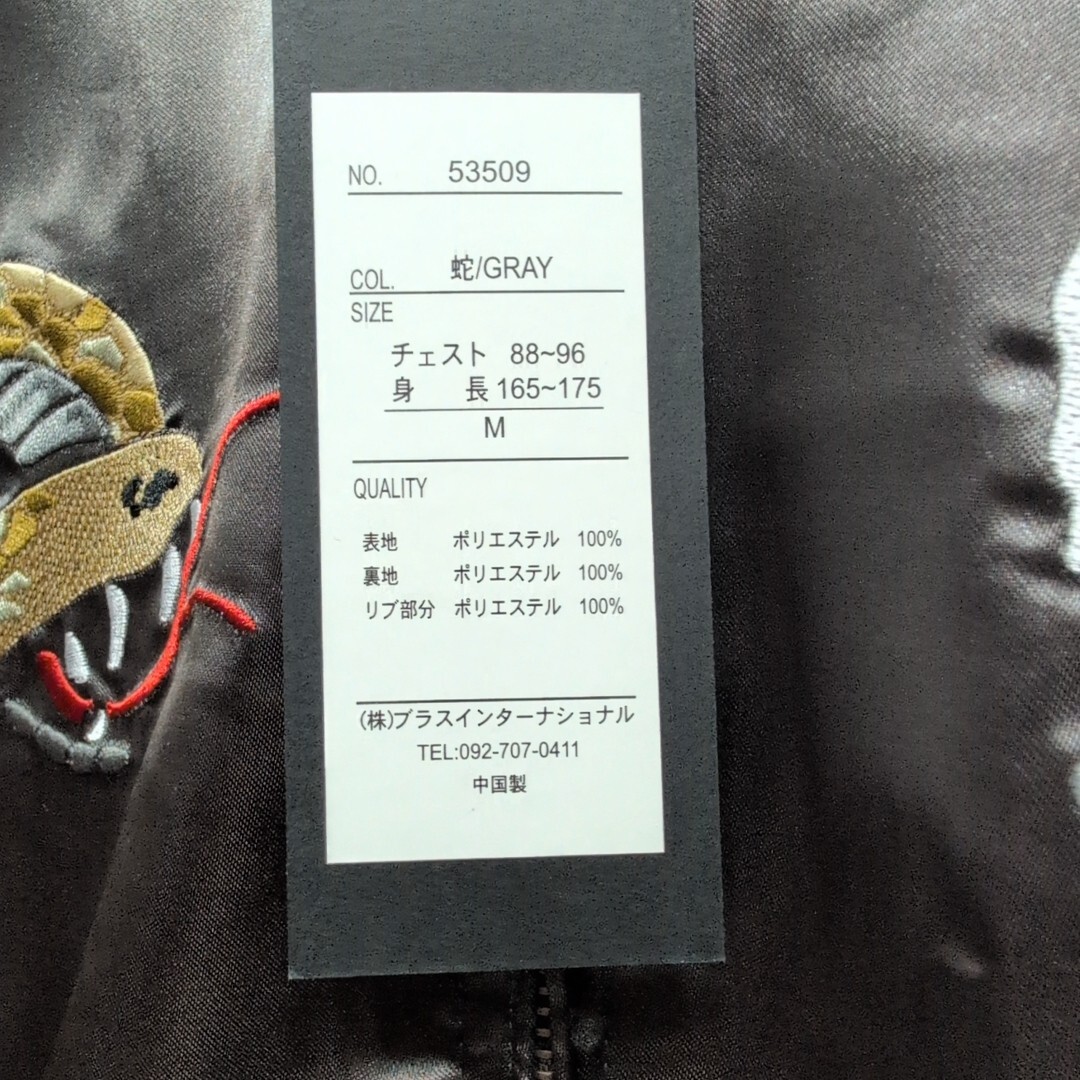 NO. 53509
COL. 蛇/GRAY
SIZE
チェスト 88~96
身 長 165~175
M
QUALITY
表地 ポリエステル 100%
裏地 ポリエステル 100%
リブ部分 ポリエステル 100%
(株)ブラスインターナショナル
TEL:092-707-0411
中国製